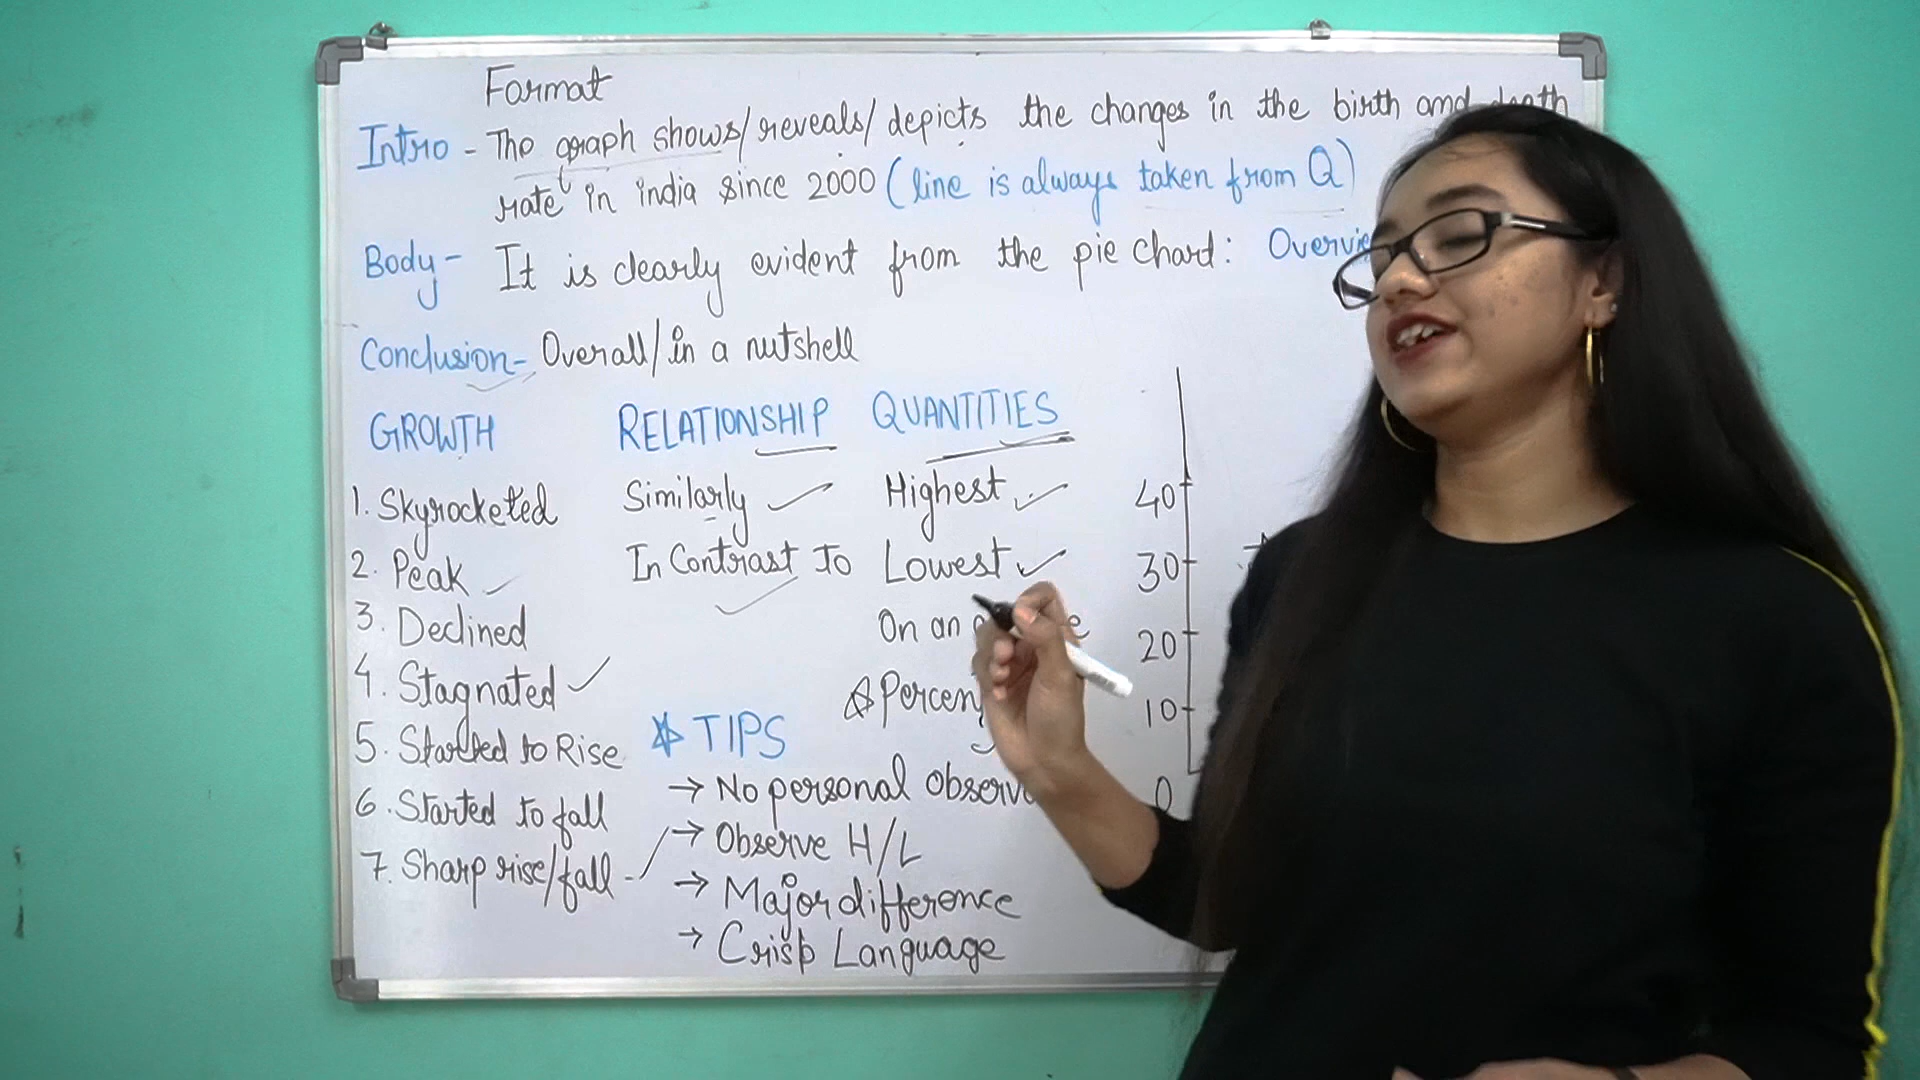 Format
Intro - The graph shows/reveals/depicts the changes in the birth and death
rate in india since 2000 (line is always taken from Q)
Body - It is clearly evident from the pie chart:
Conclusion - Overall/in a nutshell
GROWTH
1. Skyrocketed
2. Peak
3. Declined
4. Stagnated
5. Started to Rise
6. Started to fall
7. Sharp rise/fall -
RELATIONSHIP
Similarly
In Contrast To
QUANTITIES
Highest
Lowest
On an
TIPS
→ No personal
→ Observe H/L
→ Major difference
→ Crisp Language
40
30
20
10
0